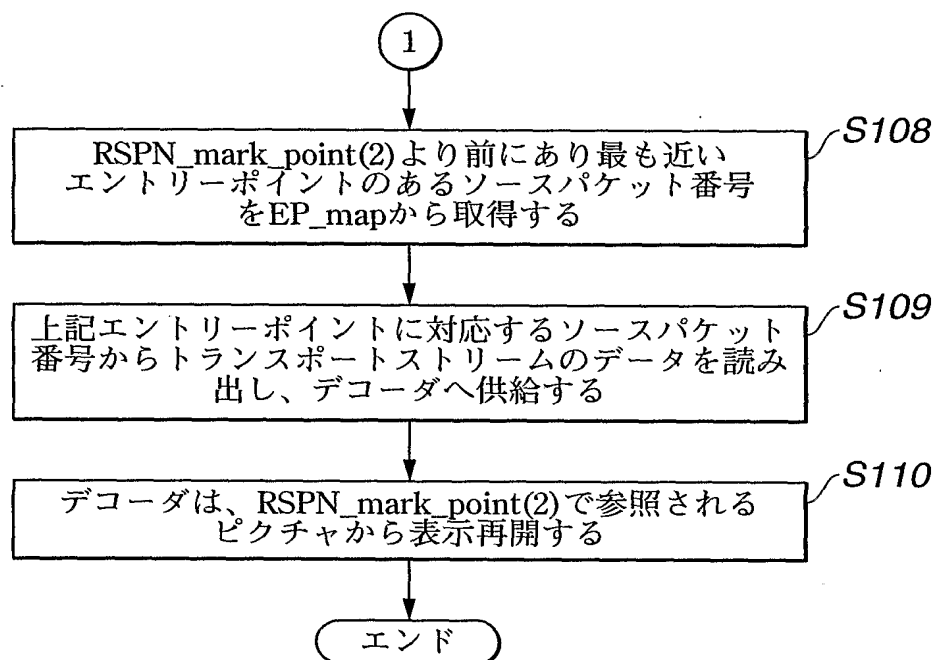 1
S108
RSPN_mark_point(2)より前にあり最も近い
エントリーポイントのあるソースパケット番号
をEP_mapから取得する
S109
上記エントリーポイントに対応するソースパケット
番号からトランスポートストリームのデータを読み
出し、デコーダへ供給する
S110
デコーダは、RSPN_mark_point(2)で参照される
ピクチャから表示再開する
エンド